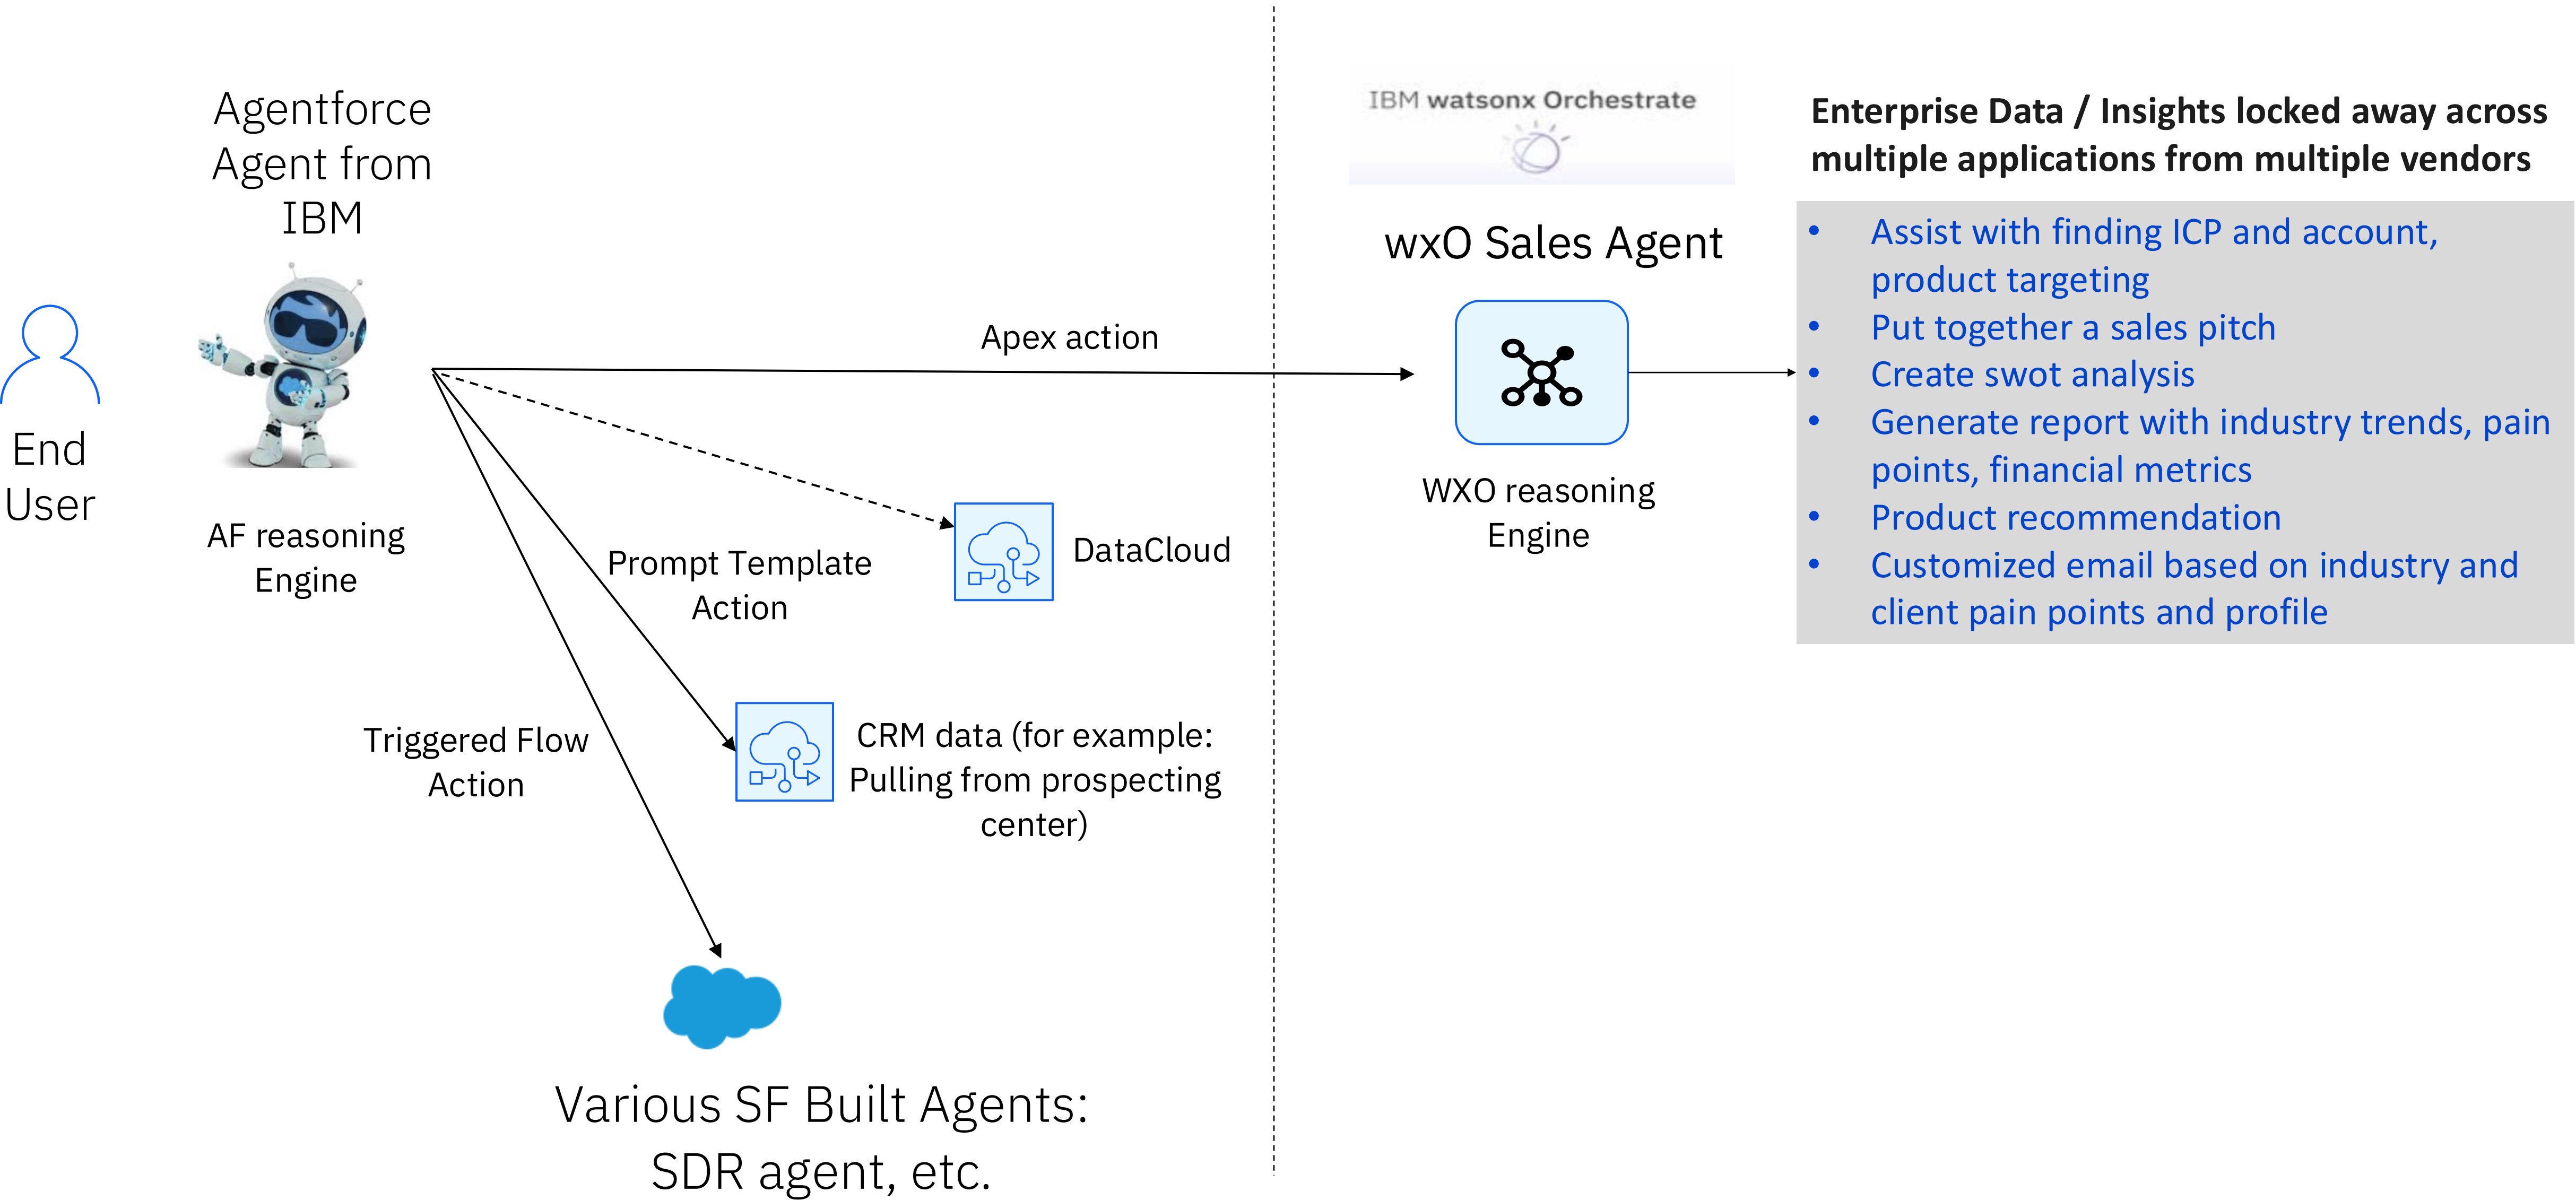 Agentforce
Agent from
IBM
End
User
AF reasoning
Engine
Apex action
Prompt Template
Action
DataCloud
Triggered Flow
Action
CRM data (for example:
Pulling from prospecting
center)
Various SF Built Agents:
SDR agent, etc.
IBM watsonx Orchestrate
wxO Sales Agent
WXO reasoning
Engine
Enterprise Data / Insights locked away across
multiple applications from multiple vendors
• Assist with finding ICP and account,
product targeting
• Put together a sales pitch
• Create swot analysis
• Generate report with industry trends, pain
points, financial metrics
• Product recommendation
• Customized email based on industry and
client pain points and profile